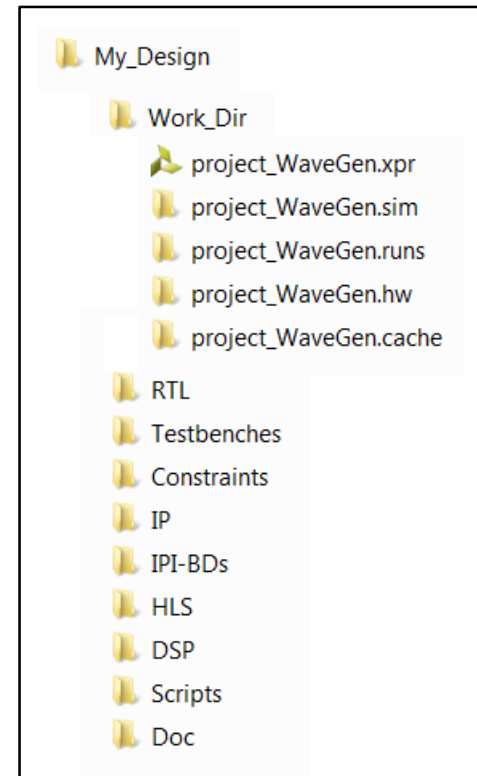 My_Design
Work_Dir
project_WaveGen.xpr
project_WaveGen.sim
project_WaveGen.runs
project_WaveGen.hw
project_WaveGen.cache
RTL
Testbenches
Constraints
IP
IPI-BDs
HLS
DSP
Scripts
Doc